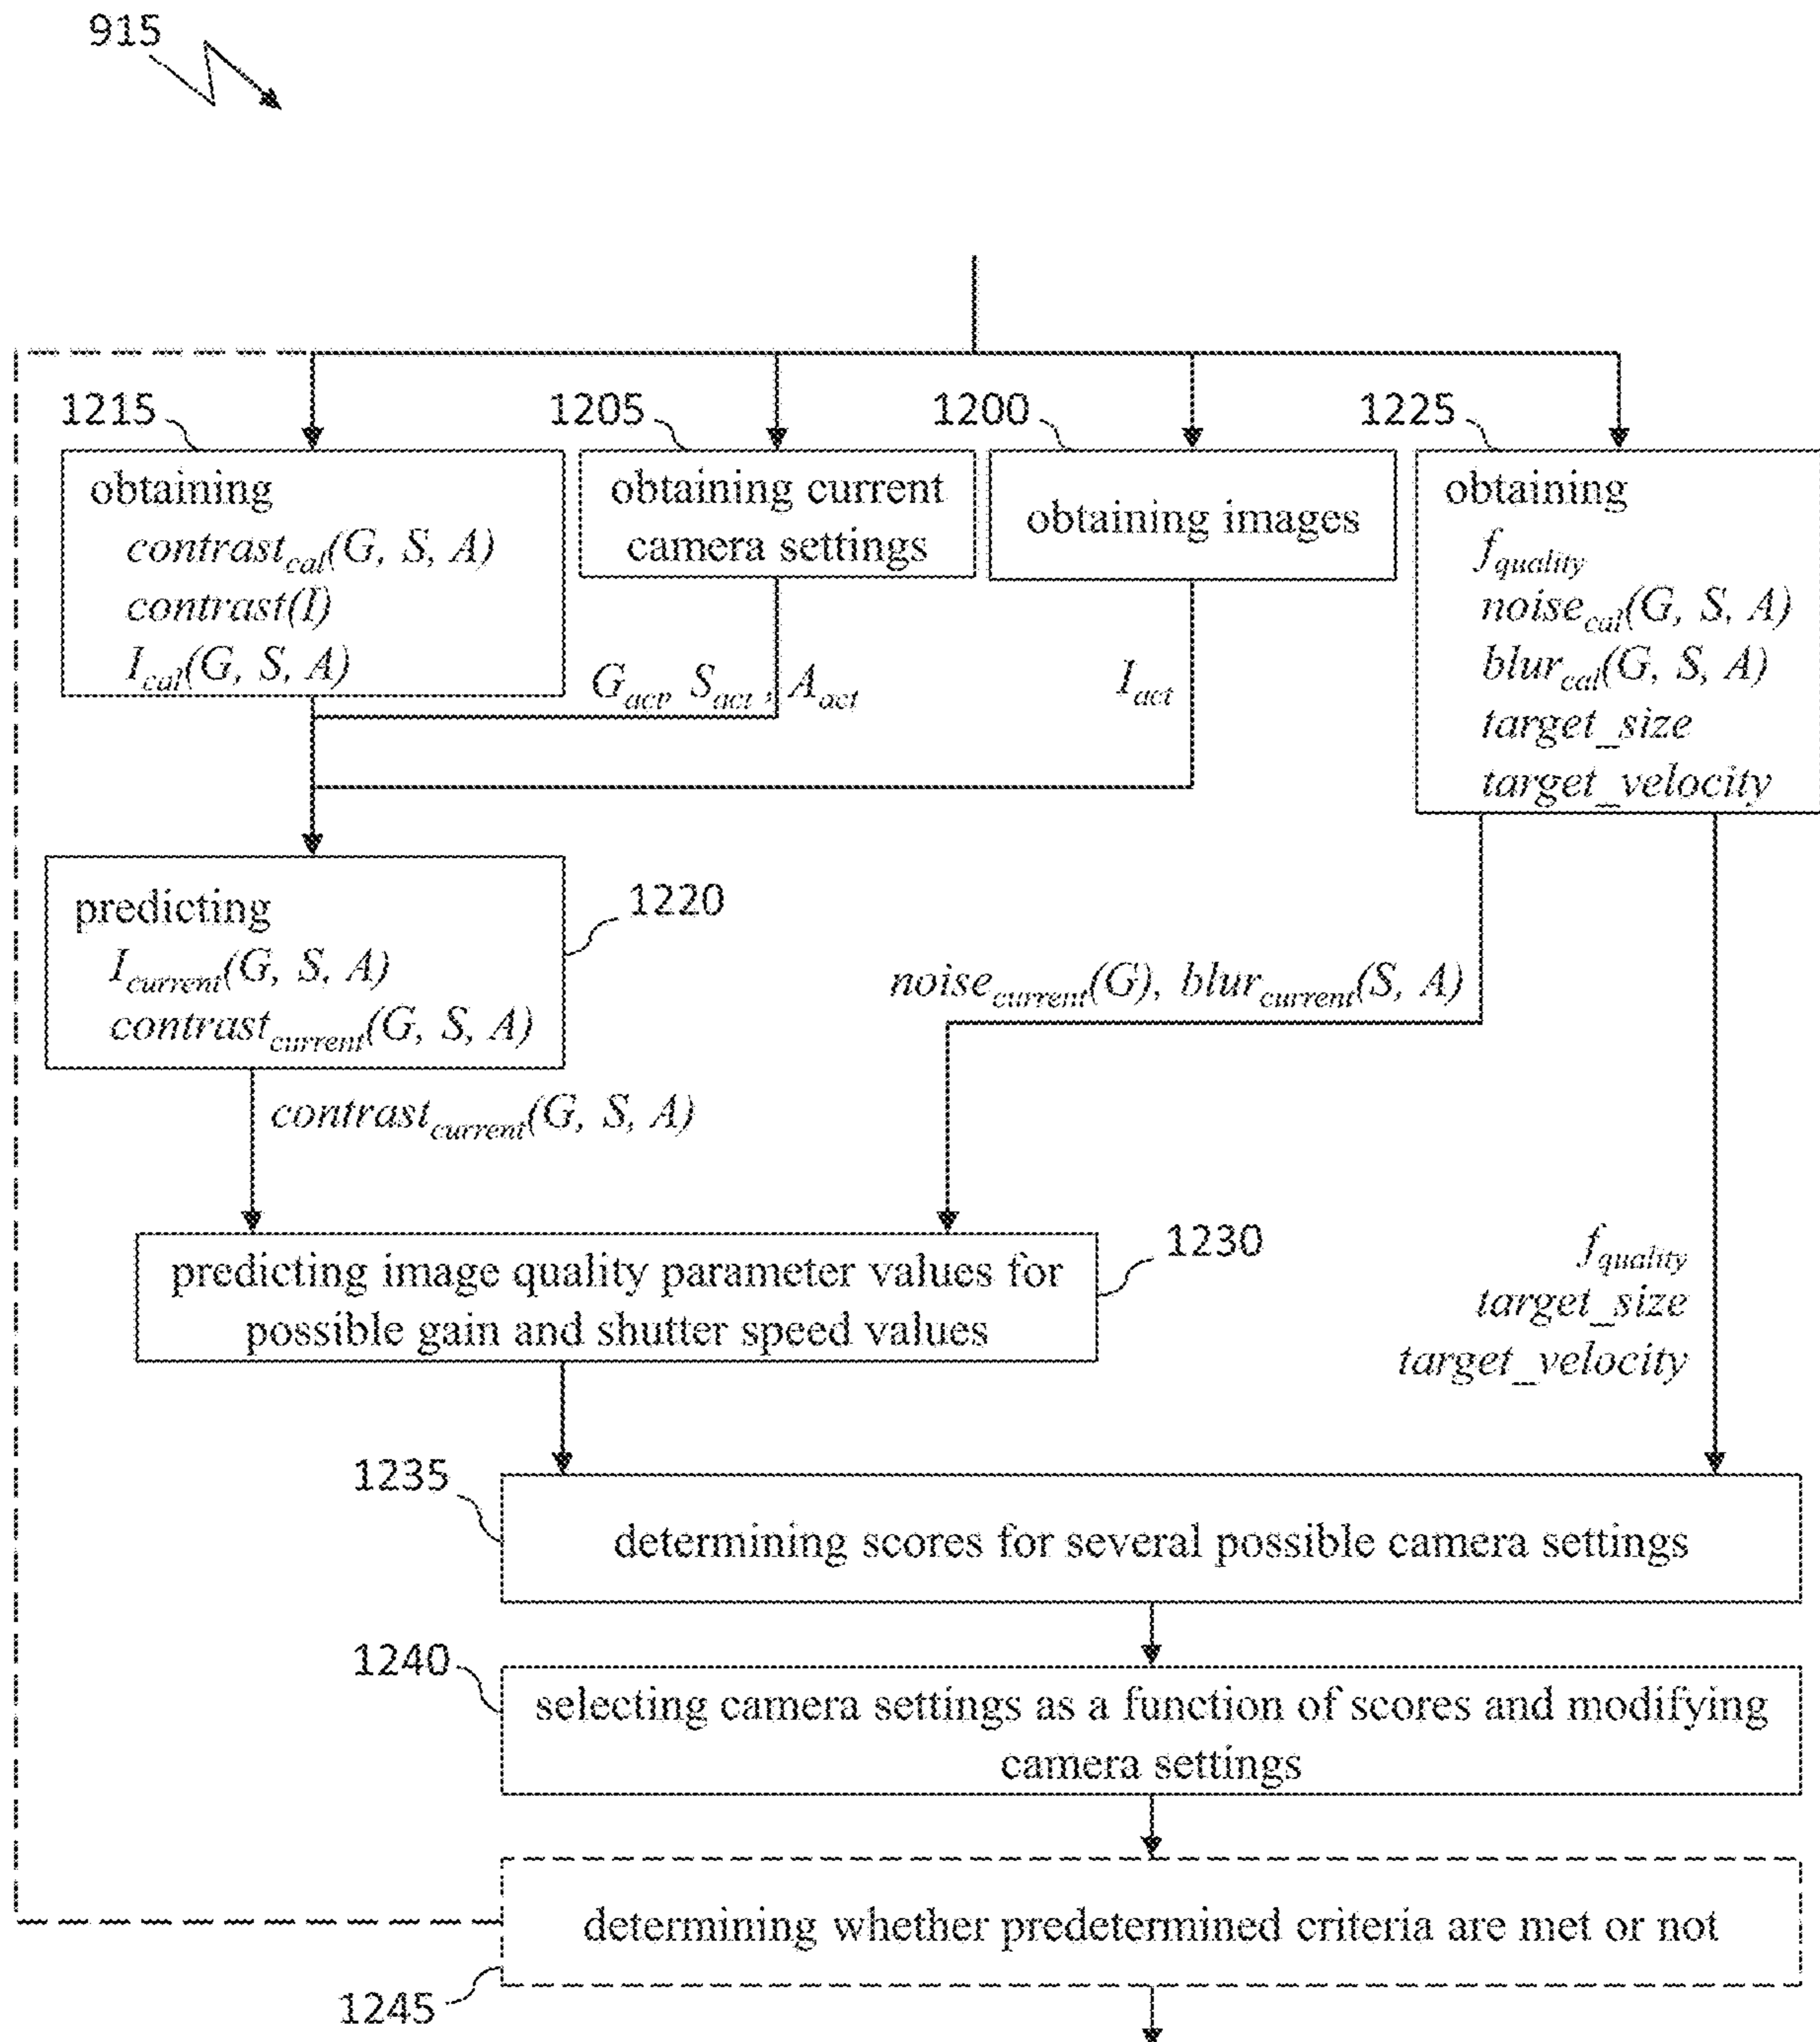 915
1215
1205
1200
1225
obtaining
contrast_cal(G, S, A)
contrast(I)
I_cal(G, S, A)
obtaining current
camera settings
obtaining images
obtaining
f_quality
noise_cal(G, S, A)
blur_cal(G, S, A)
target_size
target_velocity
G_act, S_act, A_act
I_act
predicting
I_current(G, S, A)
contrast_current(G, S, A)
1220
noise_current(G), blur_current(S, A)
contrast_current(G, S, A)
predicting image quality parameter values for
possible gain and shutter speed values
1230
f_quality
target_size
target_velocity
1235
determining scores for several possible camera settings
1240
selecting camera settings as a function of scores and modifying
camera settings
determining whether predetermined criteria are met or not
1245